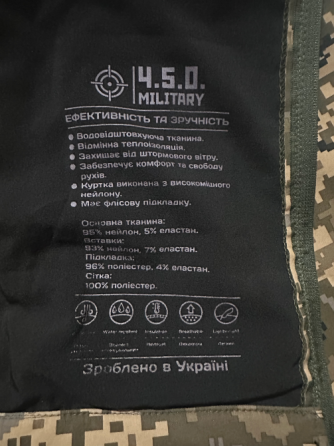 4.5.0.
MILITARY
ЕФЕКТИВНІСТЬ ТА ЗРУЧНІСТЬ
• Водовідштовхуюча тканина.
• Відмінна теплоізоляція.
• Захищає від штормового вітру.
• Забезпечує комфорт та свободу
рухів.
• Куртка виконана з високоміцного
нейлону.
• Має флісову підкладку.
Основна тканина:
95% нейлон, 5% еластан.
Вставки:
93% нейлон, 7% еластан.
Підкладка:
96% поліестер, 4% еластан.
Сітка:
100% поліестер.
Зроблено в Україні